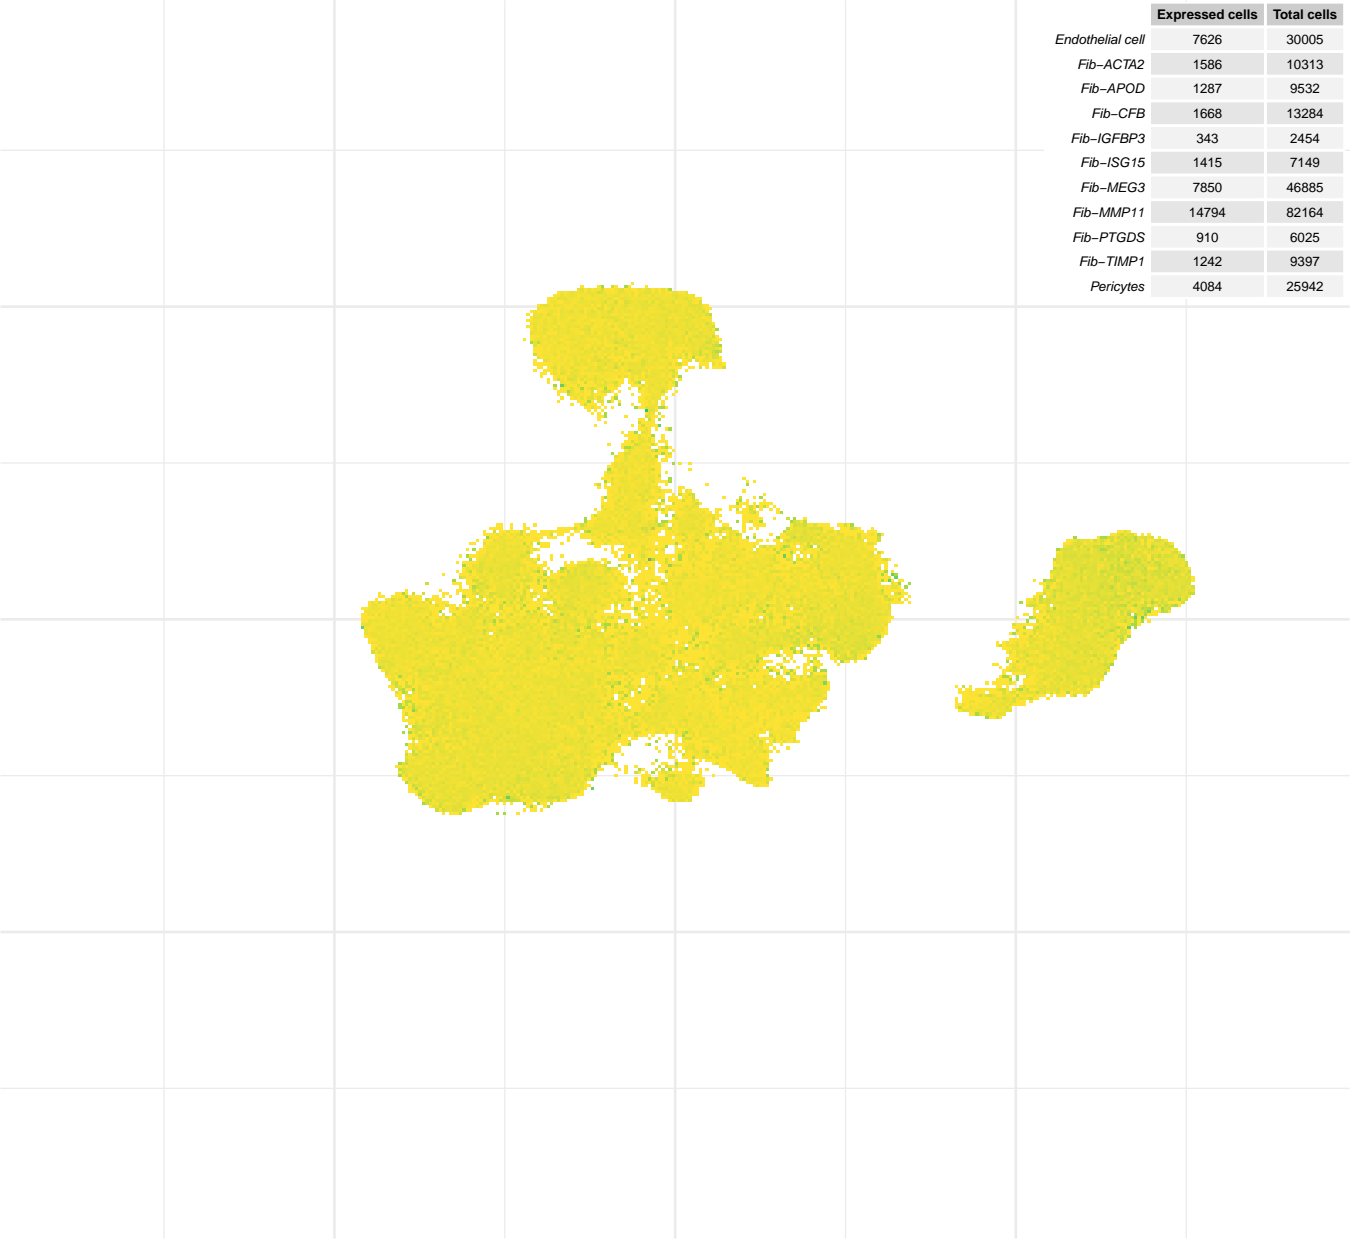 Expressed cells Total cells
Endothelial cell 7626 30005
Fib−ACTA2 1586 10313
Fib−APOD 1287 9532
Fib−CFB 1668 13284
Fib−IGFBP3 343 2454
Fib−ISG15 1415 7149
Fib−MEG3 7850 46885
Fib−MMP11 14794 82164
Fib−PTGDS 910 6025
Fib−TIMP1 1242 9397
Pericytes 4084 25942